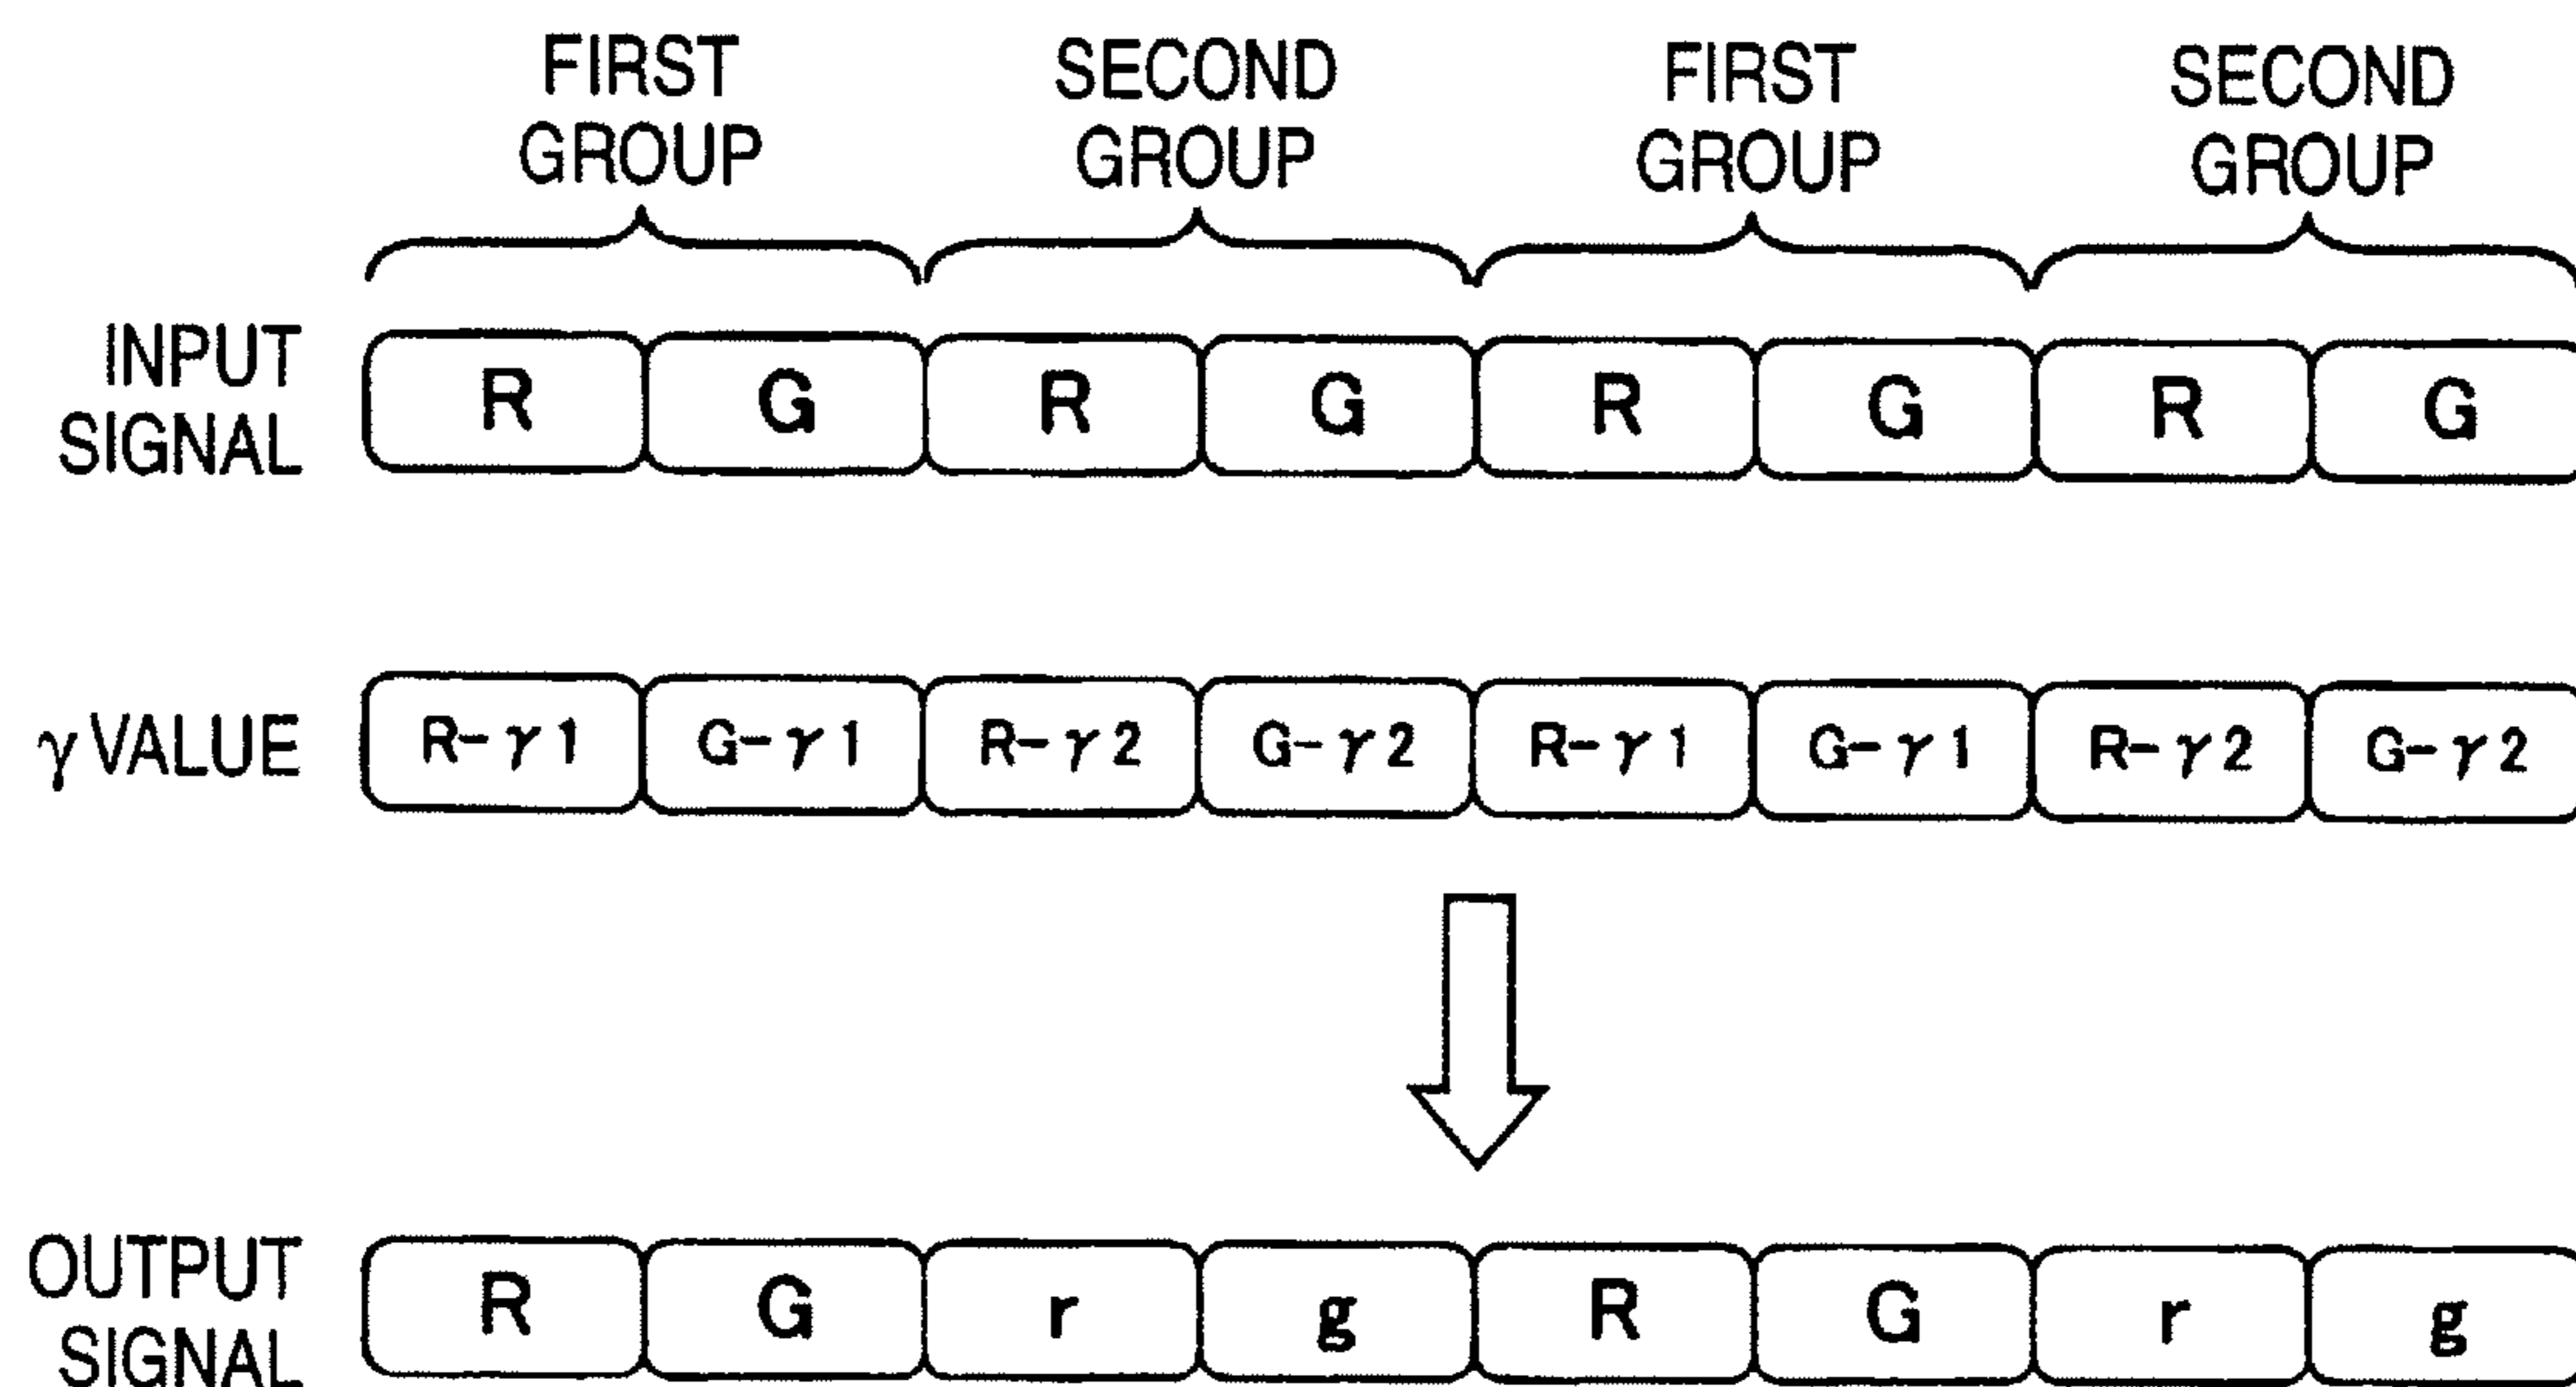 FIRST GROUP
SECOND GROUP
FIRST GROUP
SECOND GROUP
INPUT SIGNAL
R G R G R G R G
γ VALUE
R-γ1 G-γ1 R-γ2 G-γ2 R-γ1 G-γ1 R-γ2 G-γ2
OUTPUT SIGNAL
R G r g R G r g